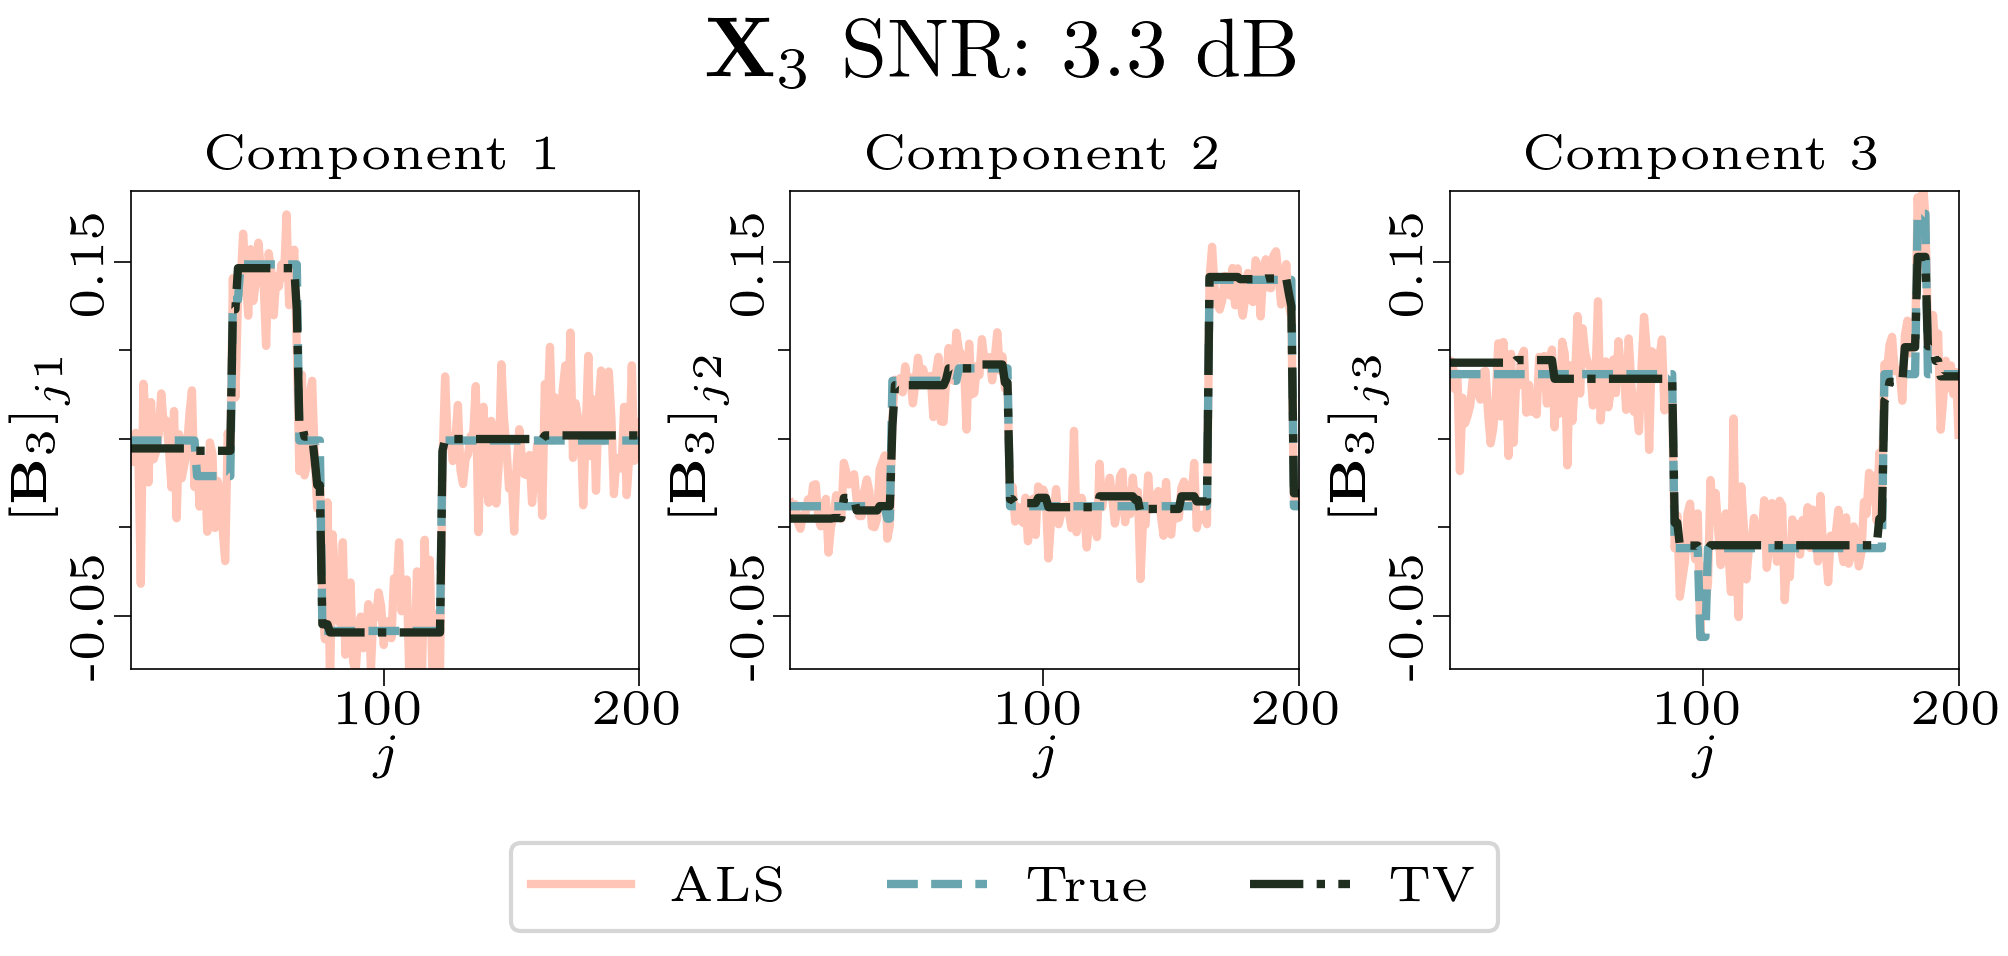 X₃ SNR: 3.3 dB
Component 1
Component 2
Component 3
[B₃]ⱼ₁
0.15
-0.05
100
200
j
[B₃]ⱼ₂
0.15
-0.05
100
200
j
[B₃]ⱼ₃
0.15
-0.05
100
200
j
ALS
True
TV